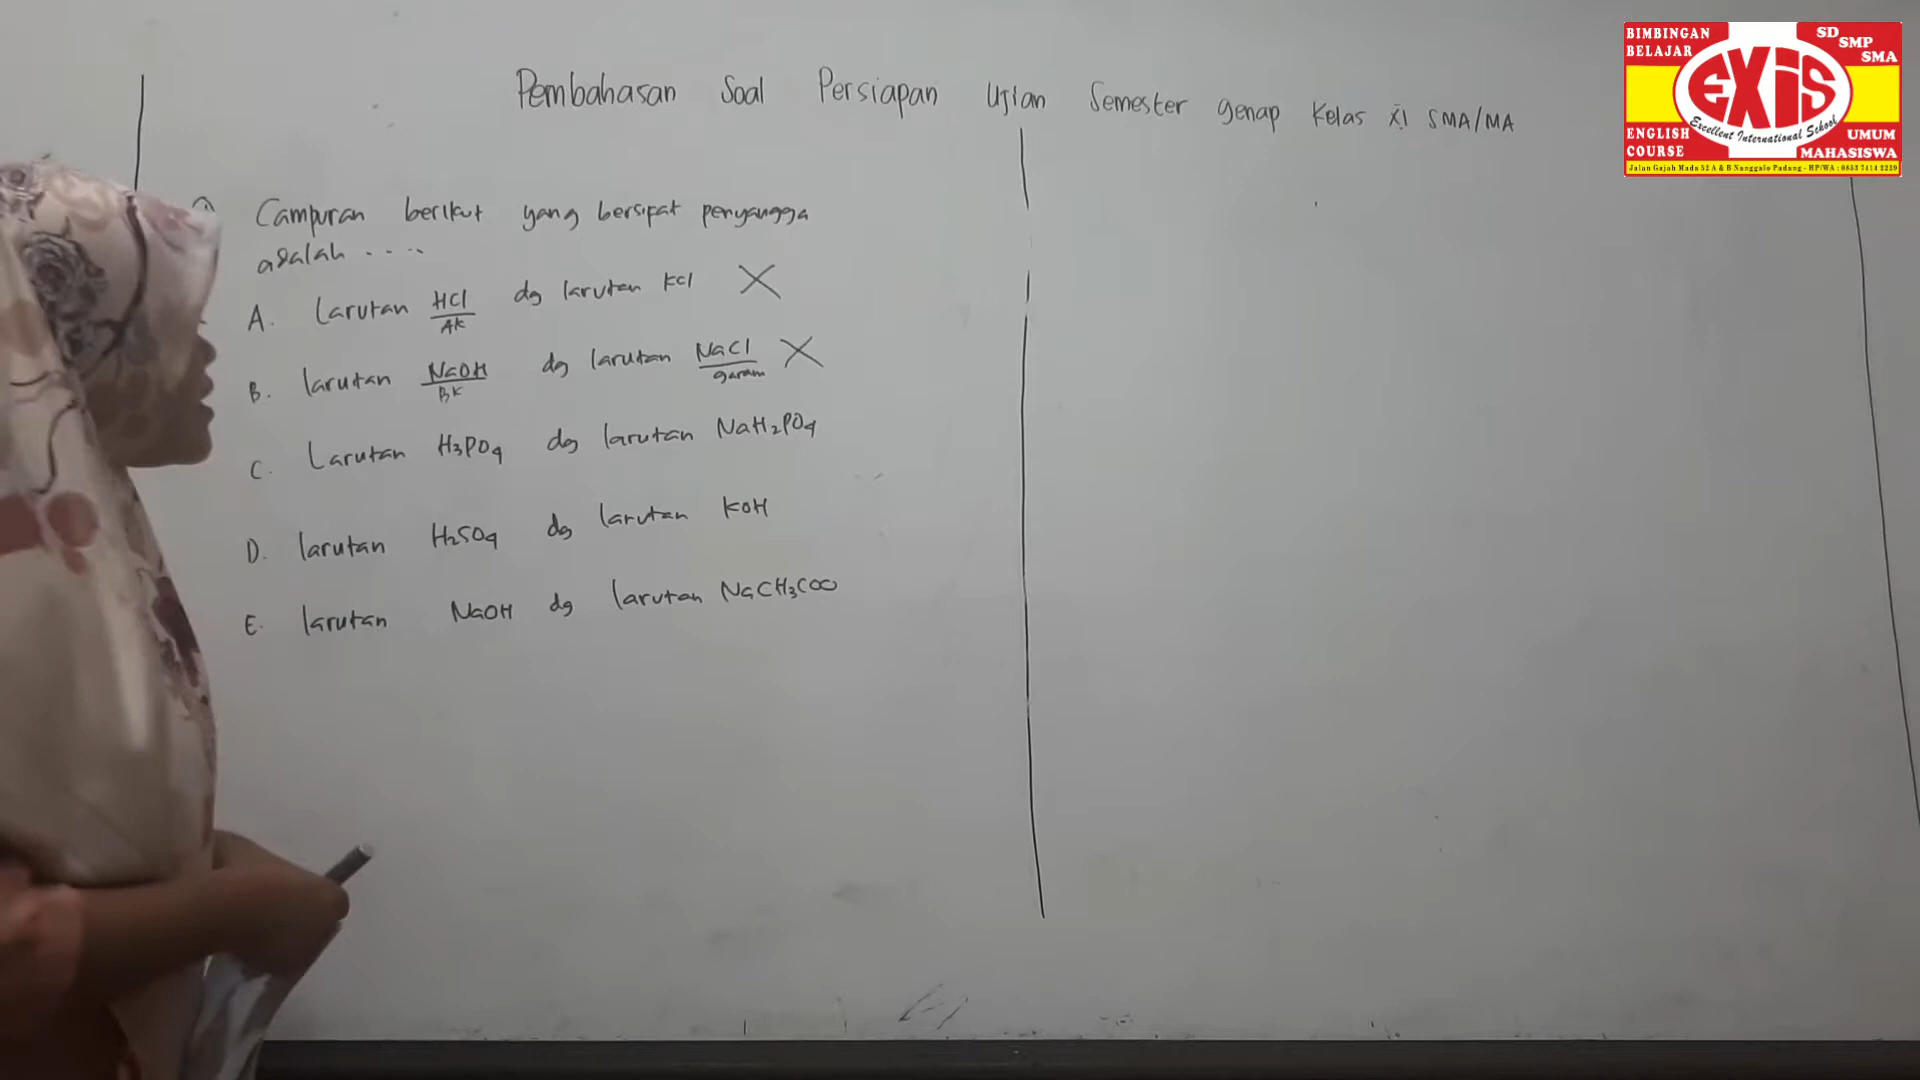 Pembahasan Soal Persiapan Ujian Semester genap Kelas XI SMA/MA
Campuran berikut yang bersifat penyangga
adalah ....
A. Larutan HCl dg larutan KCl X
AK
B. larutan NaOH dg larutan NaCl X
BK garam
C. Larutan H3PO4 dg larutan NaH2PO4
D. larutan H2SO4 dg larutan KOH
E. larutan NaOH dg larutan NaCH3COO
BIMBINGAN
BELAJAR
SD
SMP
SMA
EXIS
Excellent International School
ENGLISH
COURSE
UMUM
MAHASISWA
Jalan Gajah Mada 52 A & B Nanggalo Padang - HP/WA : 0853 7414 2229